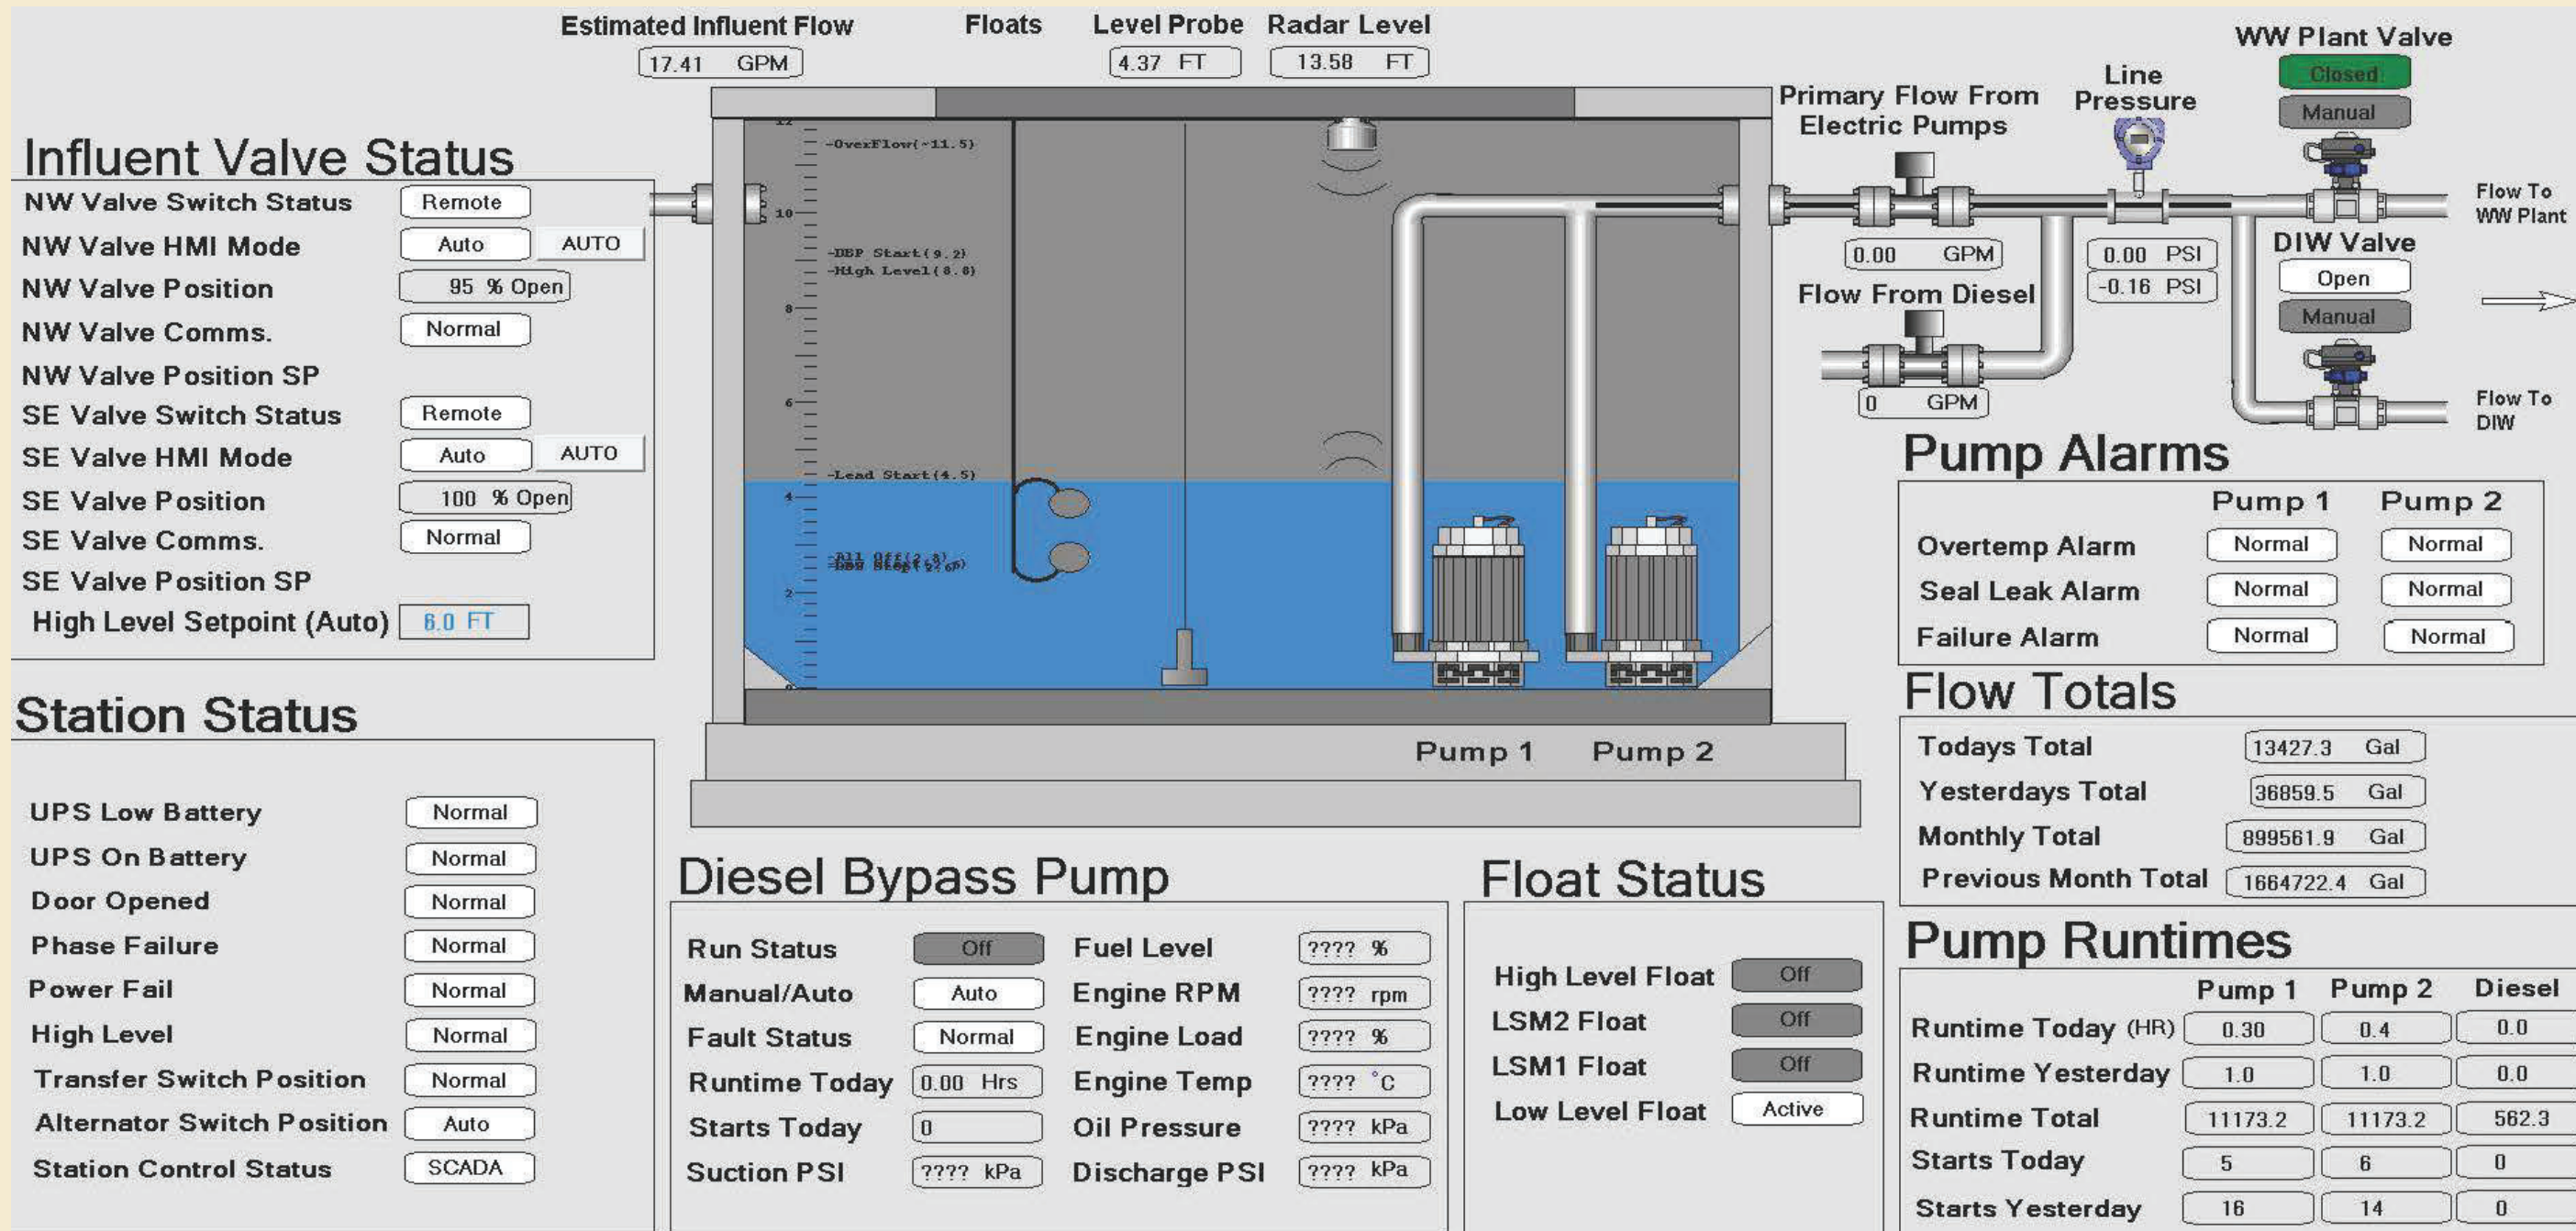 Estimated Influent Flow
17.41 GPM
Floats
Level Probe
4.37 FT
Radar Level
13.58 FT
WW Plant Valve
Closed
Manual
Line
Pressure
Primary Flow From
Electric Pumps
0.00 GPM
0.00 PSI
-0.16 PSI
Flow To
WW Plant
DIW Valve
Open
Manual
Flow From Diesel
0 GPM
Flow To
DIW
Influent Valve Status
NW Valve Switch Status Remote
NW Valve HMI Mode Auto AUTO
NW Valve Position 95 % Open
NW Valve Comms. Normal
NW Valve Position SP
SE Valve Switch Status Remote
SE Valve HMI Mode Auto AUTO
SE Valve Position 100 % Open
SE Valve Comms. Normal
SE Valve Position SP
High Level Setpoint (Auto) 6.0 FT
12
-OverFlow(~11.5)
10
-DBP Start(9.2)
-High Level(8.8)
8
6
-Lead Start(4.5)
4
2
0
Pump 1 Pump 2
Pump Alarms
Pump 1 Pump 2
Overtemp Alarm Normal Normal
Seal Leak Alarm Normal Normal
Failure Alarm Normal Normal
Station Status
UPS Low Battery Normal
UPS On Battery Normal
Door Opened Normal
Phase Failure Normal
Power Fail Normal
High Level Normal
Transfer Switch Position Normal
Alternator Switch Position Auto
Station Control Status SCADA
Diesel Bypass Pump
Run Status Off Fuel Level ???? %
Manual/Auto Auto Engine RPM ???? rpm
Fault Status Normal Engine Load ???? %
Runtime Today 0.00 Hrs Engine Temp ???? °C
Starts Today 0 Oil Pressure ???? kPa
Suction PSI ???? kPa Discharge PSI ???? kPa
Float Status
High Level Float Off
LSM2 Float Off
LSM1 Float Off
Low Level Float Active
Flow Totals
Todays Total 13427.3 Gal
Yesterdays Total 36859.5 Gal
Monthly Total 899561.9 Gal
Previous Month Total 1664722.4 Gal
Pump Runtimes
Pump 1 Pump 2 Diesel
Runtime Today (HR) 0.30 0.4 0.0
Runtime Yesterday 1.0 1.0 0.0
Runtime Total 11173.2 11173.2 562.3
Starts Today 5 6 0
Starts Yesterday 16 14 0